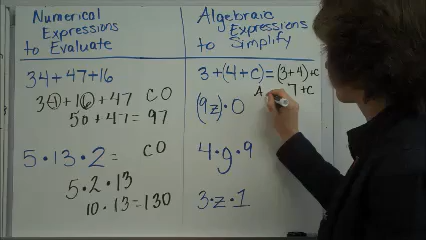 Numerical
Expressions
to Evaluate
34+47+16
3④+1⑥+47 CO
50+47=97
5•13•2= CO
5•2•13
10•13=130
Algebraic
Expressions
to Simplify
3+(4+c)=(3+4)+c
A 7+c
(9z)•0
4•g•9
3•z•1